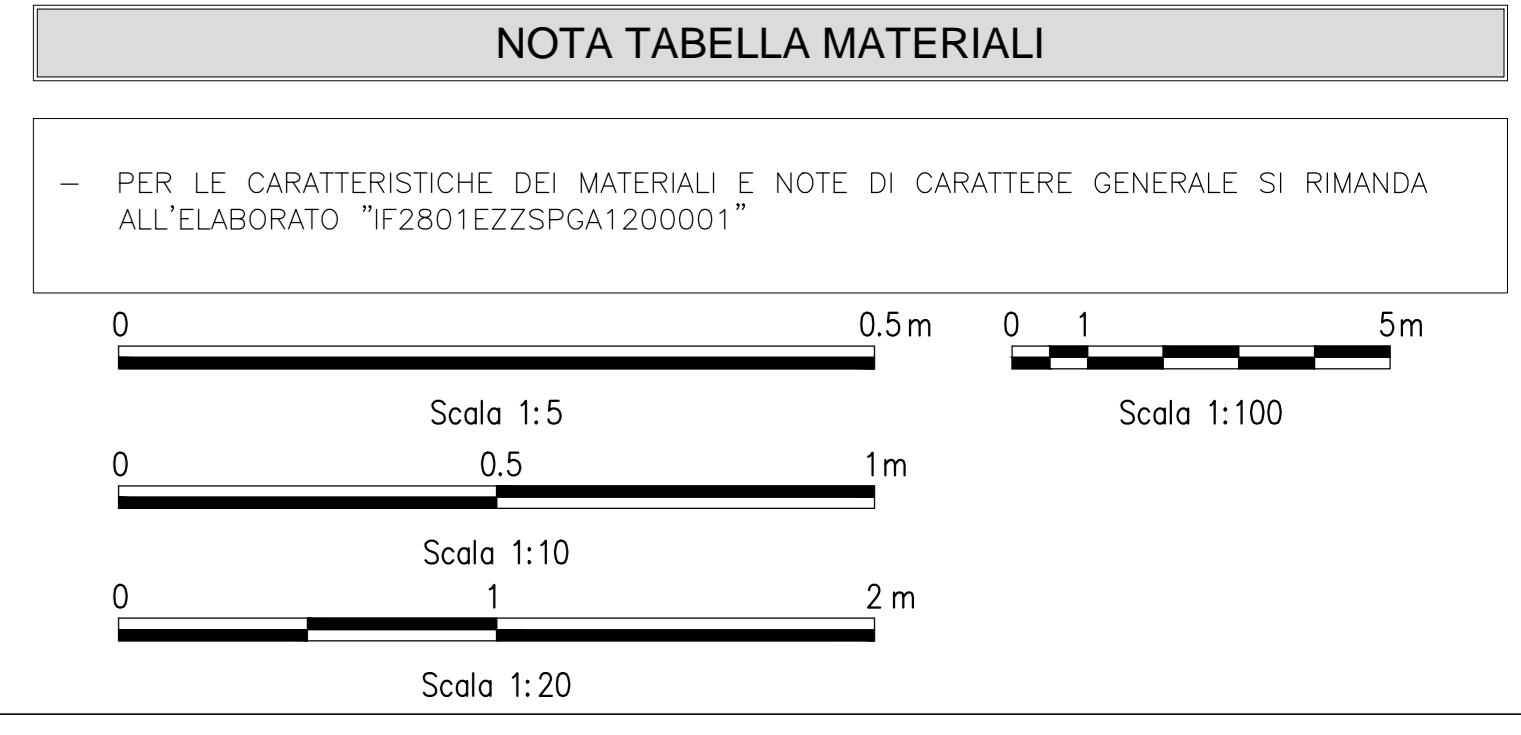 NOTA TABELLA MATERIALI
– PER LE CARATTERISTICHE DEI MATERIALI E NOTE DI CARATTERE GENERALE SI RIMANDA
ALL'ELABORATO "IF2801EZZSPGA1200001"
0 0.5 m
Scala 1:5
0 1 5 m
Scala 1:100
0 0.5 1 m
Scala 1:10
0 1 2 m
Scala 1:20